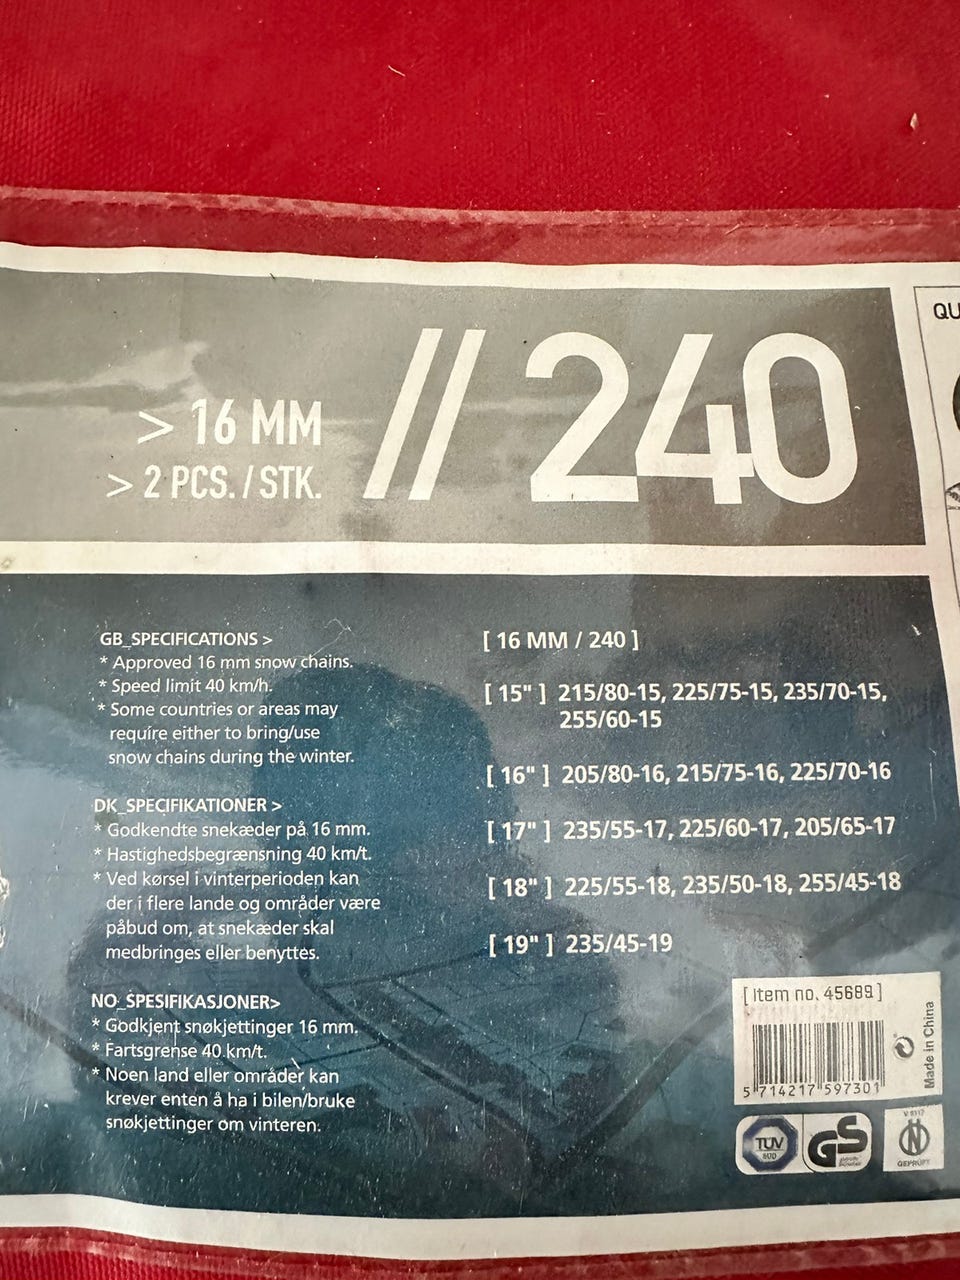 > 16 MM
> 2 PCS. / STK.
// 240
QU
GB_SPECIFICATIONS >
* Approved 16 mm snow chains.
* Speed limit 40 km/h.
* Some countries or areas may
require either to bring/use
snow chains during the winter.
DK_SPECIFIKATIONER >
* Godkendte snekæder på 16 mm.
* Hastighedsbegrænsning 40 km/t.
* Ved kørsel i vinterperioden kan
der i flere lande og områder være
påbud om, at snekæder skal
medbringes eller benyttes.
NO_SPESIFIKASJONER>
* Godkjent snøkjettinger 16 mm.
* Fartsgrense 40 km/t.
* Noen land eller områder kan
krever enten å ha i bilen/bruke
snøkjettinger om vinteren.
[ 16 MM / 240 ]
[ 15" ] 215/80-15, 225/75-15, 235/70-15,
255/60-15
[ 16" ] 205/80-16, 215/75-16, 225/70-16
[ 17" ] 235/55-17, 225/60-17, 205/65-17
[ 18" ] 225/55-18, 235/50-18, 255/45-18
[ 19" ] 235/45-19
[ Item no. 45689 ]
5 714217 597301
Made in China
TÜV
SÜD
GS
V 5117
N
GEPRÜFT